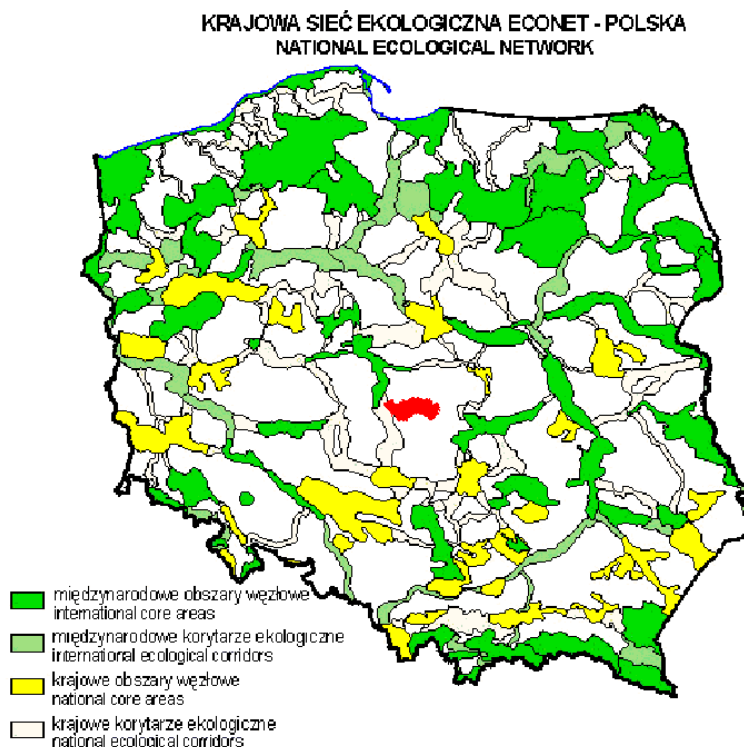 KRAJOWA SIEĆ EKOLOGICZNA ECONET - POLSKA
NATIONAL ECOLOGICAL NETWORK
międzynarodowe obszary węzłowe
international core areas
międzynarodowe korytarze ekologiczne
international ecological corridors
krajowe obszary węzłowe
national core areas
krajowe korytarze ekologiczne
national ecological corridors